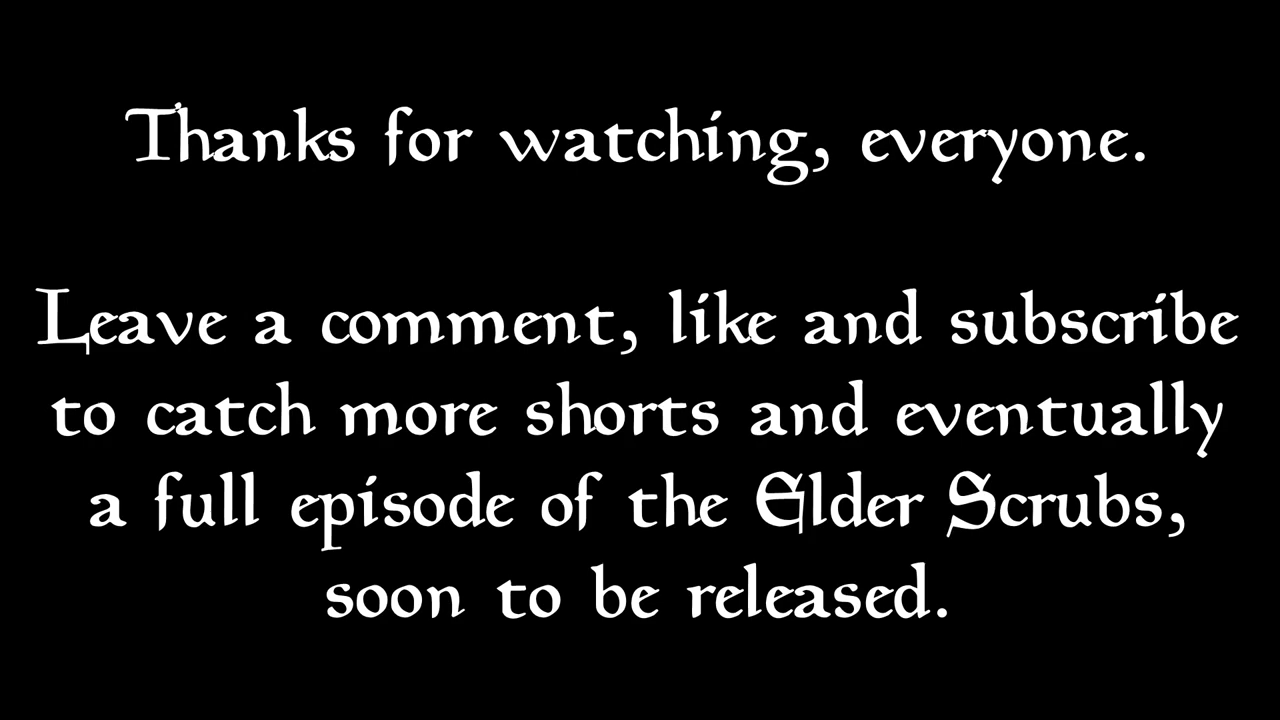 Thanks for watching, everyone.
Leave a comment, like and subscribe
to catch more shorts and eventually
a full episode of the Elder Scrubs,
soon to be released.